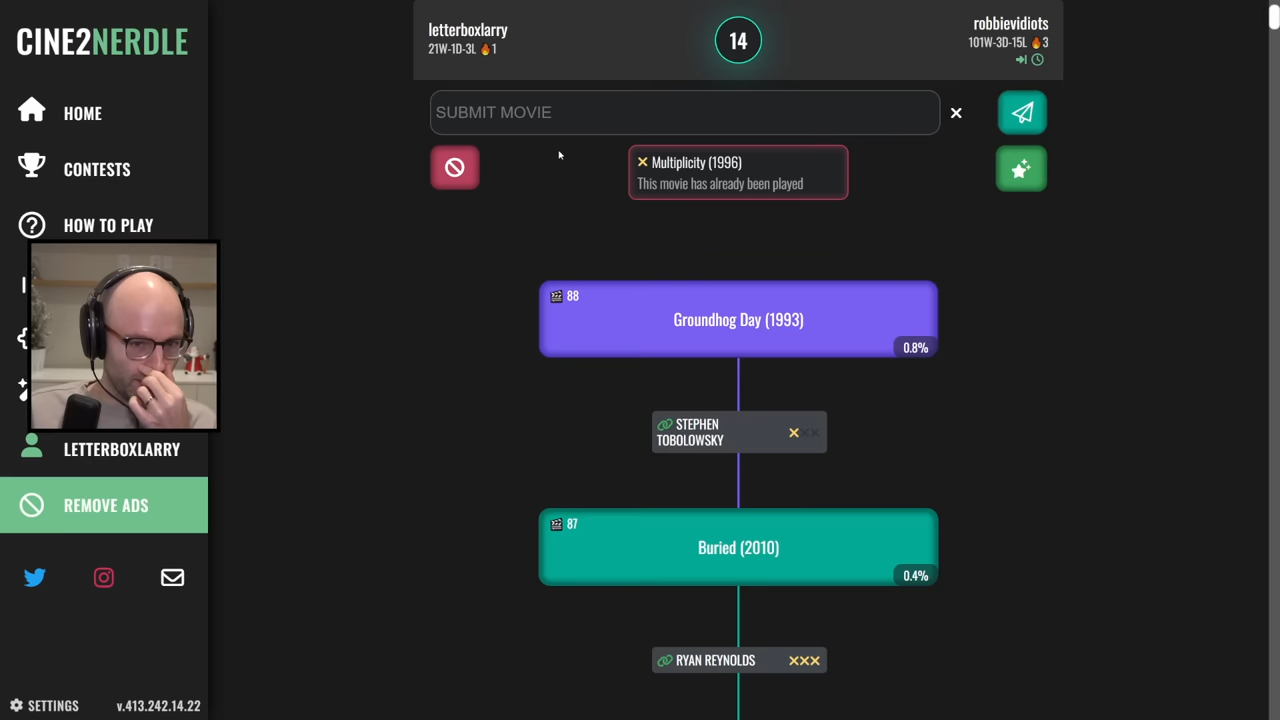 CINE2NERDLE
HOME
CONTESTS
HOW TO PLAY
LETTERBOXLARRY
REMOVE ADS
SETTINGS
v.413.242.14.22
letterboxlarry
21W-1D-3L 🔥1
14
robbievidiots
101W-3D-15L 🔥3
SUBMIT MOVIE
Multiplicity (1996)
This movie has already been played
88
Groundhog Day (1993)
0.8%
STEPHEN
TOBOLOWSKY
87
Buried (2010)
0.4%
RYAN REYNOLDS